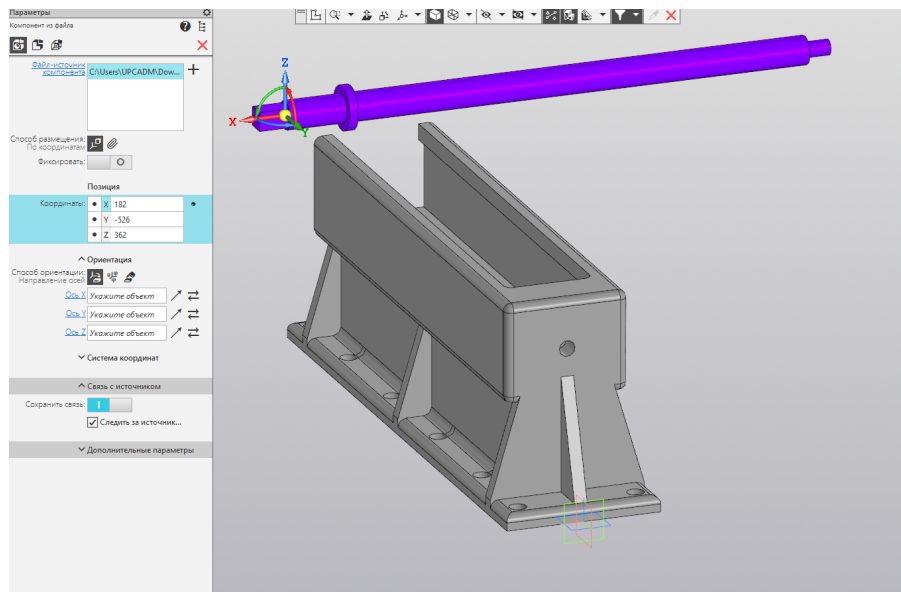 Параметры
Компонент из файла
Файл-источник
компонента
C:\Users\UPCADM\Dow...
Способ размещения:
По координатам
Фиксировать:
Позиция
Координаты:
X 182
Y -526
Z 362
Ориентация
Способ ориентации:
Направление осей
Ось X Укажите объект
Ось Y Укажите объект
Ось Z Укажите объект
Система координат
Связь с источником
Сохранить связь:
Следить за источник...
Дополнительные параметры
Z
X
Y